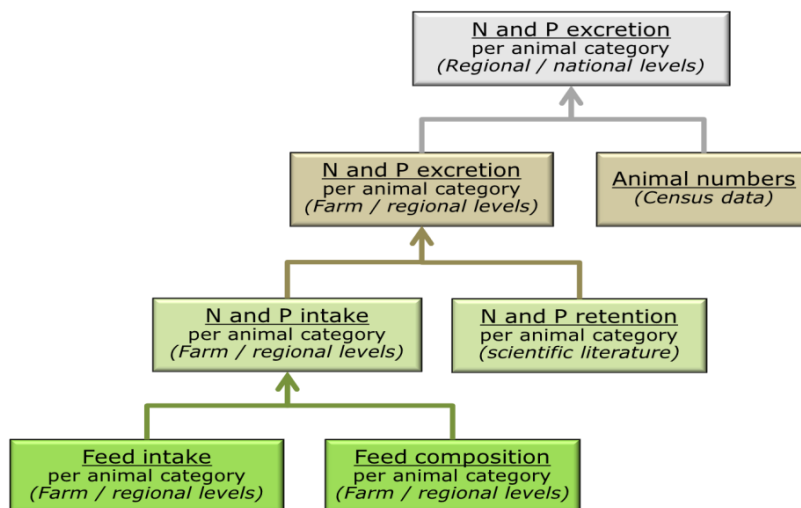 N and P excretion
per animal category
(Regional / national levels)
N and P excretion
per animal category
(Farm / regional levels)
Animal numbers
(Census data)
N and P intake
per animal category
(Farm / regional levels)
N and P retention
per animal category
(scientific literature)
Feed intake
per animal category
(Farm / regional levels)
Feed composition
per animal category
(Farm / regional levels)